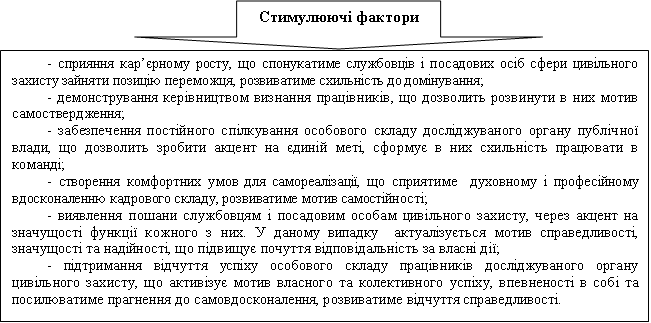 Стимулюючі фактори
- сприяння кар’єрному росту, що спонукатиме службовців і посадових осіб сфери цивільного
захисту зайняти позицію переможця, розвиватиме схильність до домінування;
- демонстрування керівництвом визнання працівників, що дозволить розвинути в них мотив
самоствердження;
- забезпечення постійного спілкування особового складу досліджуваного органу публічної
влади, що дозволить зробити акцент на єдиній меті, сформує в них схильність працювати в
команді;
- створення комфортних умов для самореалізації, що сприятиме духовному і професійному
вдосконаленню кадрового складу, розвиватиме мотив самостійності;
- виявлення пошани службовцям і посадовим особам цивільного захисту, через акцент на
значущості функції кожного з них. У даному випадку актуалізується мотив справедливості,
значущості та надійності, що підвищує почуття відповідальність за власні дії;
- підтримання відчуття успіху особового складу працівників досліджуваного органу
цивільного захисту, що активізує мотив власного та колективного успіху, впевненості в собі та
посилюватиме прагнення до самовдосконалення, розвиватиме відчуття справедливості.